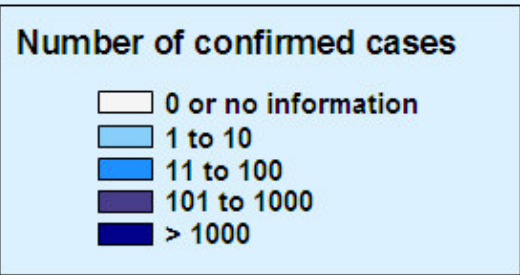 Number of confirmed cases
0 or no information
1 to 10
11 to 100
101 to 1000
> 1000